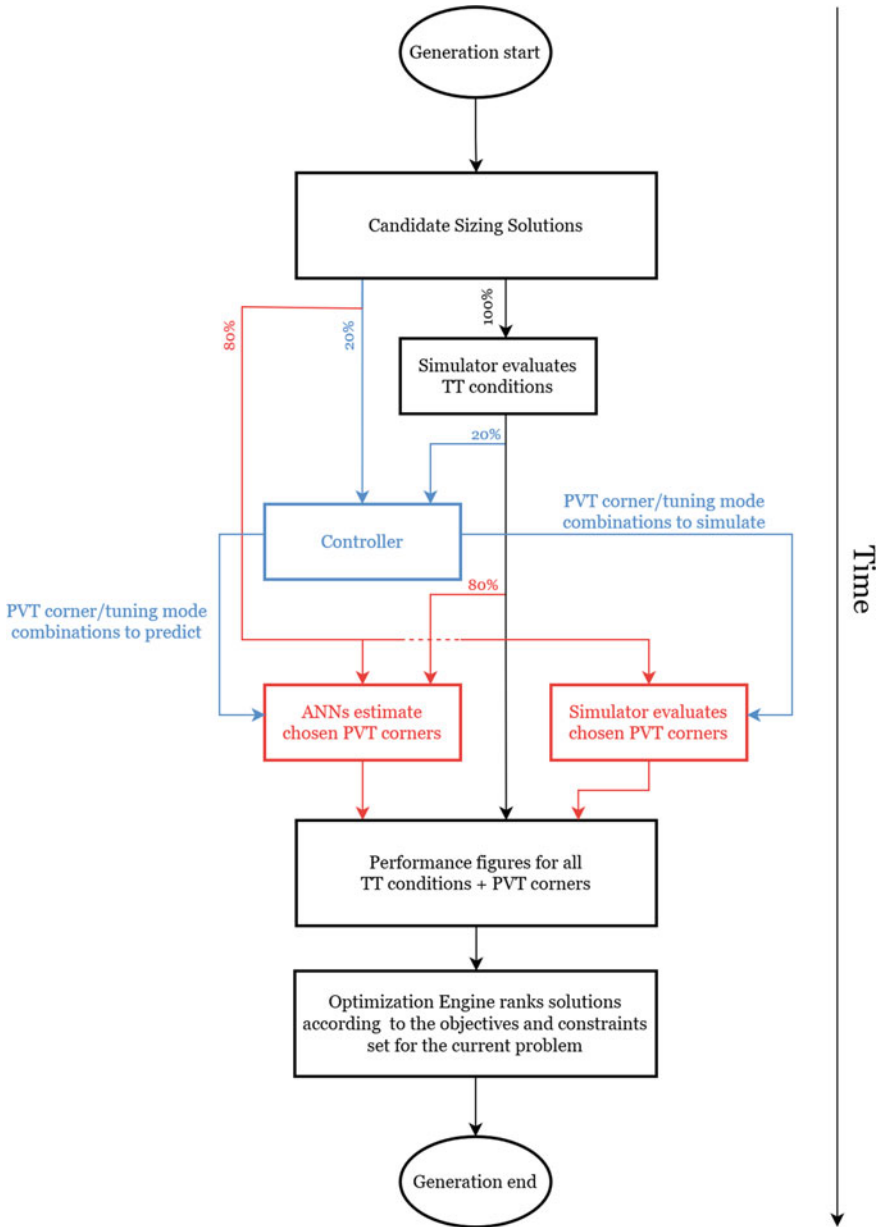 Generation start
Candidate Sizing Solutions
80%
20%
100%
Simulator evaluates
TT conditions
20%
PVT corner/tuning mode
combinations to simulate
Controller
Time
80%
PVT corner/tuning mode
combinations to predict
ANNs estimate
chosen PVT corners
Simulator evaluates
chosen PVT corners
Performance figures for all
TT conditions + PVT corners
Optimization Engine ranks solutions
according to the objectives and constraints
set for the current problem
Generation end